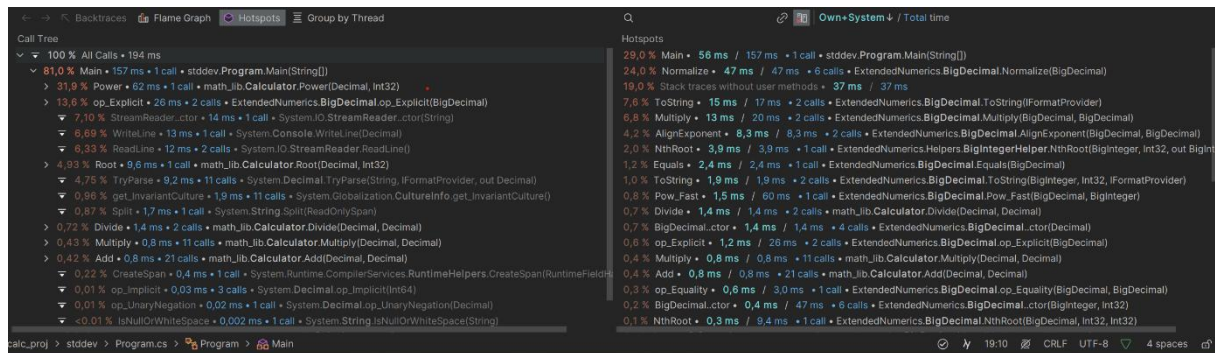 Backtraces Flame Graph Hotspots Group by Thread
Own+System↓ / Total time
Call Tree
100 % All Calls • 194 ms
81,0 % Main • 157 ms • 1 call • stddev.Program.Main(String[])
31,9 % Power • 62 ms • 1 call • math_lib.Calculator.Power(Decimal, Int32)
13,6 % op_Explicit • 26 ms • 2 calls • ExtendedNumerics.BigDecimal.op_Explicit(BigDecimal)
7,10 % StreamReader..ctor • 14 ms • 1 call • System.IO.StreamReader..ctor(String)
6,69 % WriteLine • 13 ms • 1 call • System.Console.WriteLine(Decimal)
6,33 % ReadLine • 12 ms • 2 calls • System.IO.StreamReader.ReadLine()
4,93 % Root • 9,6 ms • 1 call • math_lib.Calculator.Root(Decimal, Int32)
4,75 % TryParse • 9,2 ms • 11 calls • System.Decimal.TryParse(String, IFormatProvider, out Decimal)
0,96 % get_InvariantCulture • 1,9 ms • 11 calls • System.Globalization.CultureInfo.get_InvariantCulture()
0,87 % Split • 1,7 ms • 1 call • System.String.Split(ReadOnlySpan)
0,72 % Divide • 1,4 ms • 2 calls • math_lib.Calculator.Divide(Decimal, Decimal)
0,43 % Multiply • 0,8 ms • 11 calls • math_lib.Calculator.Multiply(Decimal, Decimal)
0,42 % Add • 0,8 ms • 21 calls • math_lib.Calculator.Add(Decimal, Decimal)
0,22 % CreateSpan • 0,4 ms • 1 call • System.Runtime.CompilerServices.RuntimeHelpers.CreateSpan(RuntimeFieldHa
0,01 % op_Implicit • 0,03 ms • 3 calls • System.Decimal.op_Implicit(Int64)
0,01 % op_UnaryNegation • 0,02 ms • 1 call • System.Decimal.op_UnaryNegation(Decimal)
<0.01 % IsNullOrWhiteSpace • 0,002 ms • 1 call • System.String.IsNullOrWhiteSpace(String)
Hotspots
29,0 % Main • 56 ms / 157 ms • 1 call • stddev.Program.Main(String[])
24,0 % Normalize • 47 ms / 47 ms • 6 calls • ExtendedNumerics.BigDecimal.Normalize(BigDecimal)
19,0 % Stack traces without user methods • 37 ms / 37 ms
7,6 % ToString • 15 ms / 17 ms • 2 calls • ExtendedNumerics.BigDecimal.ToString(IFormatProvider)
6,8 % Multiply • 13 ms / 20 ms • 2 calls • ExtendedNumerics.BigDecimal.Multiply(BigDecimal, BigDecimal)
4,2 % AlignExponent • 8,3 ms / 8,3 ms • 2 calls • ExtendedNumerics.BigDecimal.AlignExponent(BigDecimal, BigDecimal)
2,0 % NthRoot • 3,9 ms / 3,9 ms • 1 call • ExtendedNumerics.Helpers.BigIntegerHelper.NthRoot(BigInteger, Int32, out BigInt
1,2 % Equals • 2,4 ms / 2,4 ms • 1 call • ExtendedNumerics.BigDecimal.Equals(BigDecimal)
1,0 % ToString • 1,9 ms / 1,9 ms • 2 calls • ExtendedNumerics.BigDecimal.ToString(BigInteger, Int32, IFormatProvider)
0,8 % Pow_Fast • 1,5 ms / 60 ms • 1 call • ExtendedNumerics.BigDecimal.Pow_Fast(BigDecimal, BigInteger)
0,7 % Divide • 1,4 ms / 1,4 ms • 2 calls • math_lib.Calculator.Divide(Decimal, Decimal)
0,7 % BigDecimal..ctor • 1,4 ms / 1,4 ms • 4 calls • ExtendedNumerics.BigDecimal..ctor(Decimal)
0,6 % op_Explicit • 1,2 ms / 26 ms • 2 calls • ExtendedNumerics.BigDecimal.op_Explicit(BigDecimal)
0,4 % Multiply • 0,8 ms / 0,8 ms • 11 calls • math_lib.Calculator.Multiply(Decimal, Decimal)
0,4 % Add • 0,8 ms / 0,8 ms • 21 calls • math_lib.Calculator.Add(Decimal, Decimal)
0,3 % op_Equality • 0,6 ms / 3,0 ms • 1 call • ExtendedNumerics.BigDecimal.op_Equality(BigDecimal, BigDecimal)
0,2 % BigDecimal..ctor • 0,4 ms / 47 ms • 6 calls • ExtendedNumerics.BigDecimal..ctor(BigInteger, Int32)
0,1 % NthRoot • 0,3 ms / 9,4 ms • 1 call • ExtendedNumerics.BigDecimal.NthRoot(BigDecimal, Int32, Int32)
calc_proj > stddev > Program.cs > Program > Main
19:10 CRLF UTF-8 4 spaces